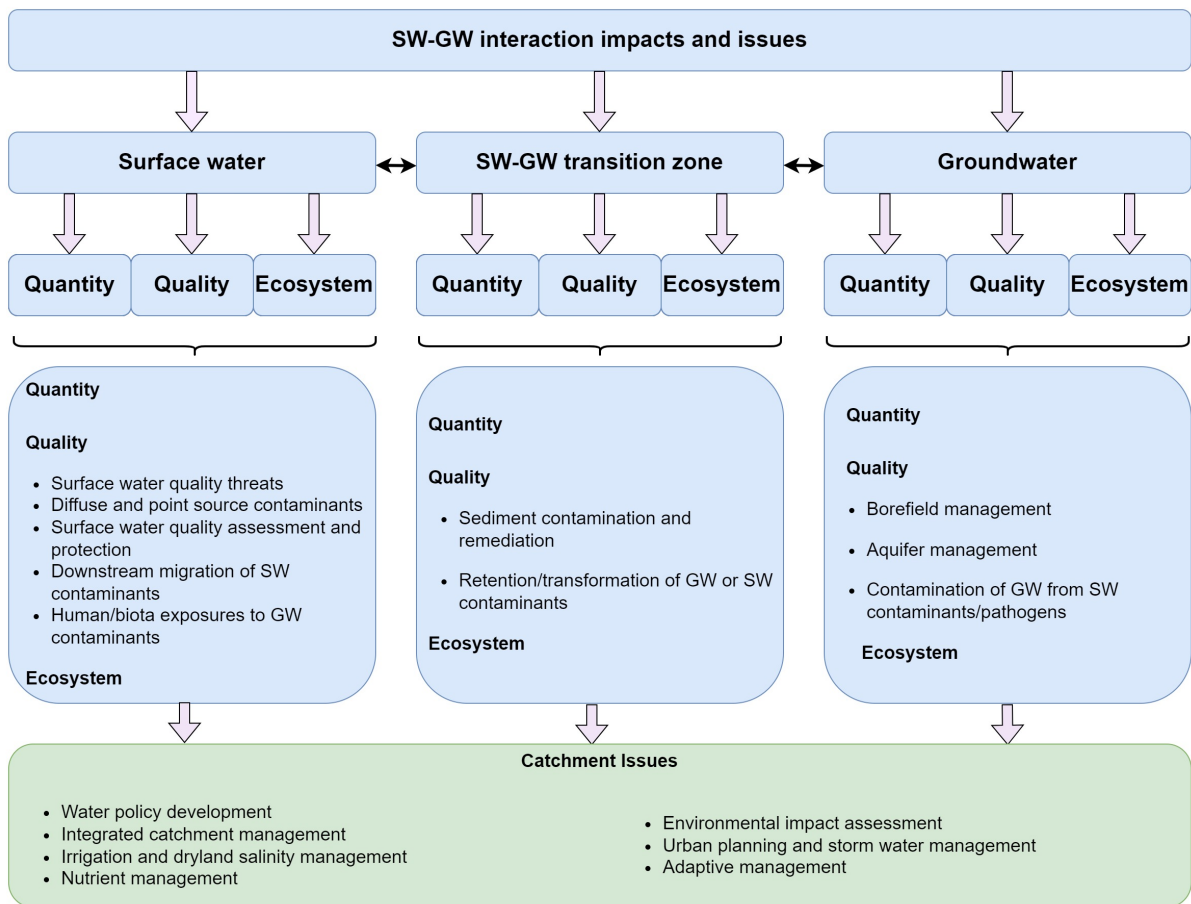 SW-GW interaction impacts and issues
Surface water
SW-GW transition zone
Groundwater
Quantity
Quality
Ecosystem
Quantity
Quality
Ecosystem
Quantity
Quality
Ecosystem
Quantity
Quality
• Surface water quality threats
• Diffuse and point source contaminants
• Surface water quality assessment and
protection
• Downstream migration of SW
contaminants
• Human/biota exposures to GW
contaminants
Ecosystem
Quantity
Quality
• Sediment contamination and
remediation
• Retention/transformation of GW or SW
contaminants
Ecosystem
Quantity
Quality
• Borefield management
• Aquifer management
• Contamination of GW from SW
contaminants/pathogens
Ecosystem
Catchment Issues
• Water policy development
• Integrated catchment management
• Irrigation and dryland salinity management
• Nutrient management
• Environmental impact assessment
• Urban planning and storm water management
• Adaptive management